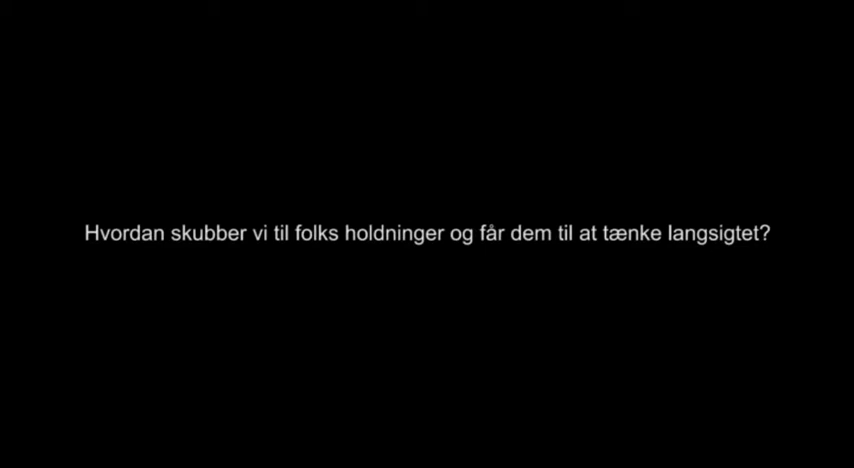 Hvordan skubber vi til folks holdninger og får dem til at tænke langsigtet?